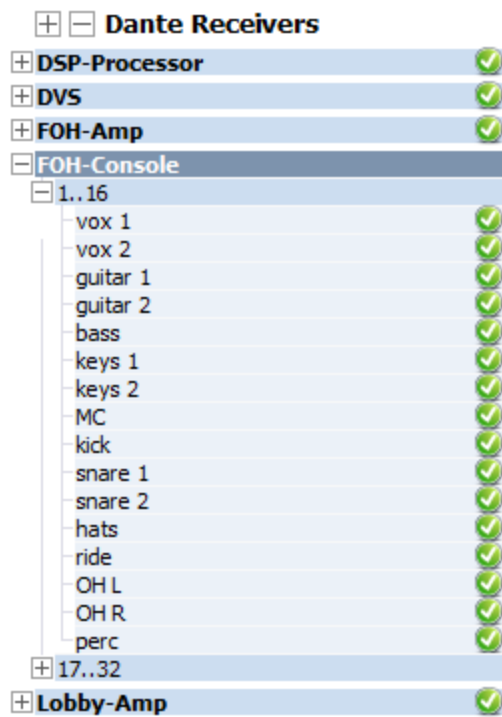 Dante Receivers
DSP-Processor
DVS
FOH-Amp
FOH-Console
1..16
vox 1
vox 2
guitar 1
guitar 2
bass
keys 1
keys 2
MC
kick
snare 1
snare 2
hats
ride
OH L
OH R
perc
17..32
Lobby-Amp